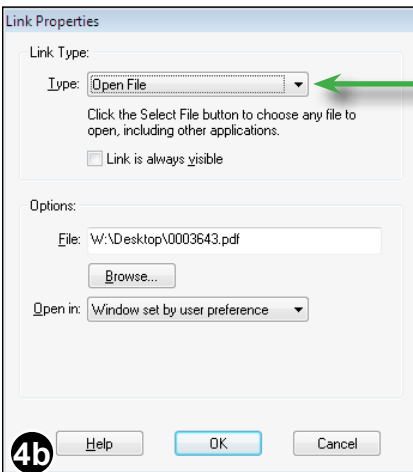 Link Properties
Link Type:
Type: Open File
Click the Select File button to choose any file to
open, including other applications.
Link is always visible
Options:
File: W:\Desktop\0003643.pdf
Browse...
Open in: Window set by user preference
4b Help OK Cancel